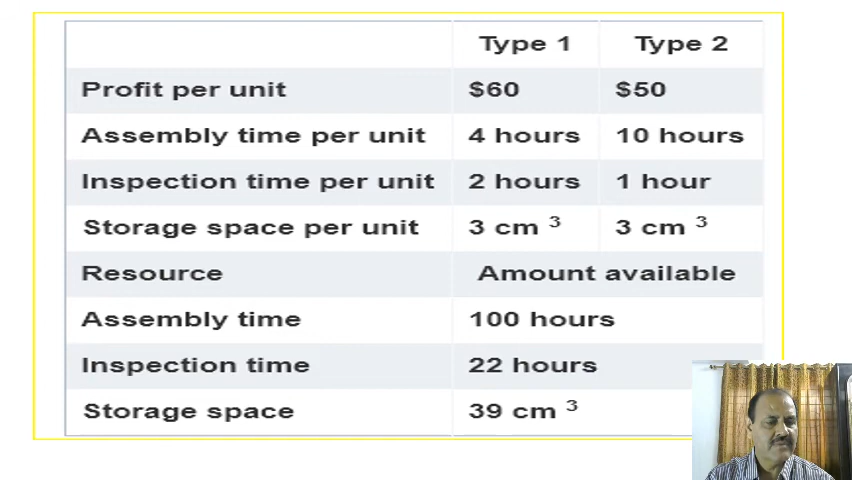 Type 1 Type 2
Profit per unit $60 $50
Assembly time per unit 4 hours 10 hours
Inspection time per unit 2 hours 1 hour
Storage space per unit 3 cm ³ 3 cm ³
Resource Amount available
Assembly time 100 hours
Inspection time 22 hours
Storage space 39 cm ³